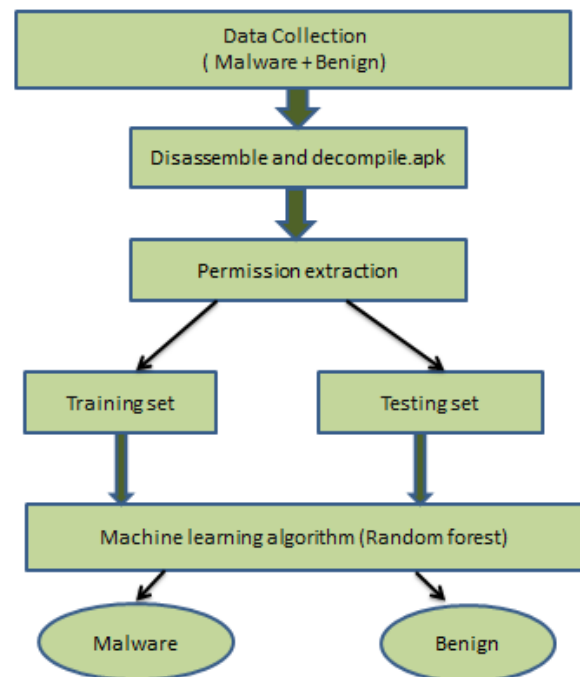 Data Collection
( Malware+Benign)
Disassemble and decompile.apk
Permission extraction
Training set
Testing set
Machine learning algorithm (Random forest)
Malware
Benign